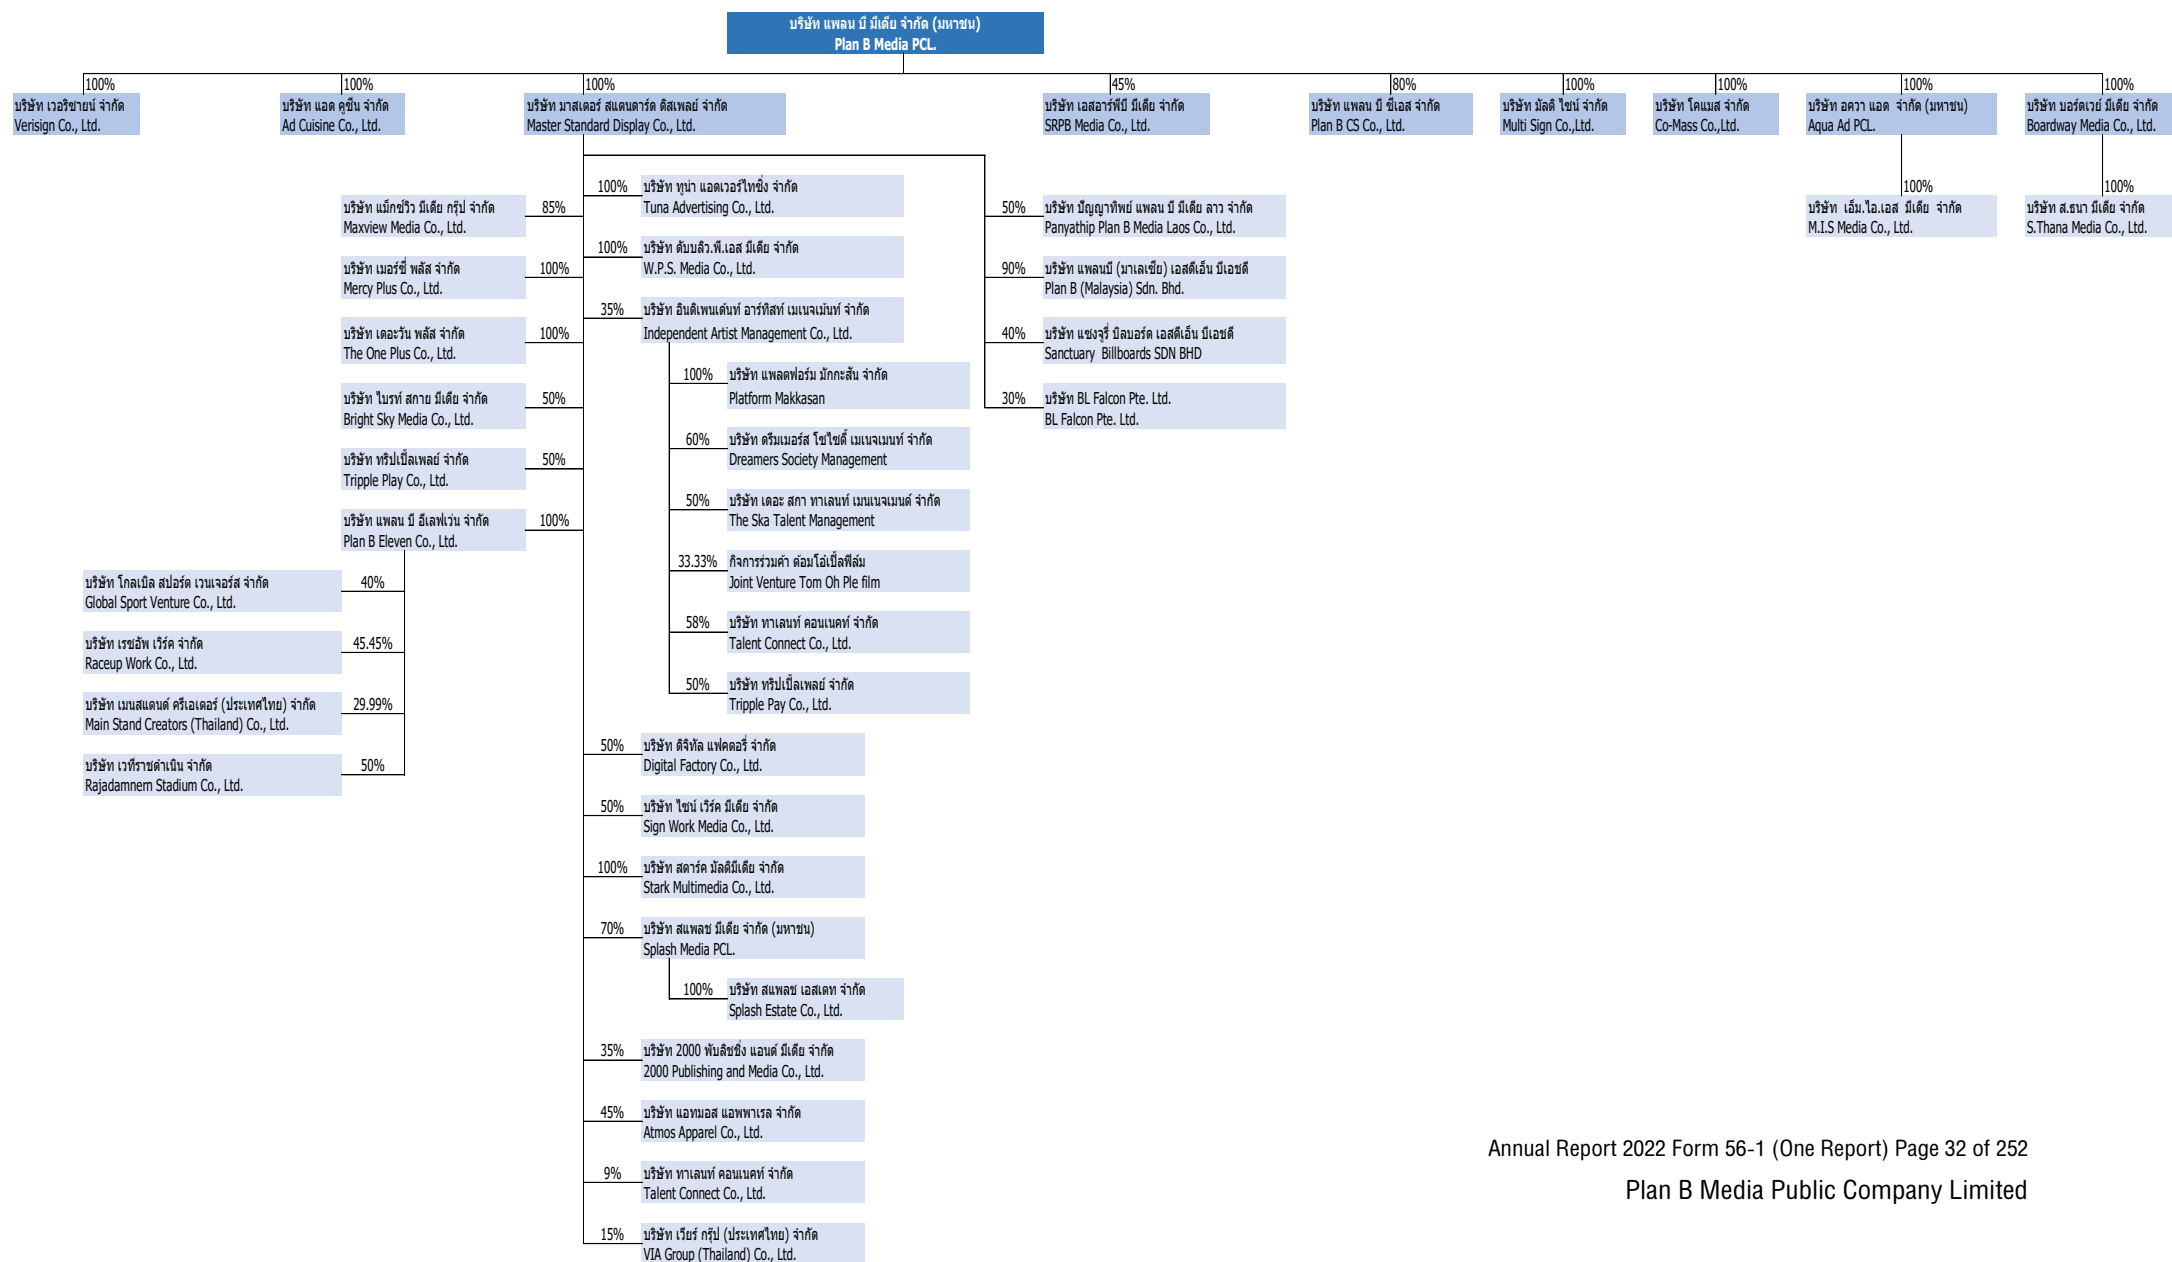 บริษัท แพลน บี มีเดีย จำกัด (มหาชน)
Plan B Media PCL.
100%
บริษัท เวอริซายน์ จำกัด
Verisign Co., Ltd.
100%
บริษัท แอด คูซีน จำกัด
Ad Cuisine Co., Ltd.
100%
บริษัท มาสเตอร์ สแตนดาร์ด ดิสเพลย์ จำกัด
Master Standard Display Co., Ltd.
45%
บริษัท เอสอาร์พีบี มีเดีย จำกัด
SRPB Media Co., Ltd.
80%
บริษัท แพลน บี ซีเอส จำกัด
Plan B CS Co., Ltd.
100%
บริษัท มัลติ ไซน์ จำกัด
Multi Sign Co.,Ltd.
100%
บริษัท โคแมส จำกัด
Co-Mass Co.,Ltd.
100%
บริษัท อควา แอด จำกัด (มหาชน)
Aqua Ad PCL.
100%
บริษัท บอร์ดเวย์ มีเดีย จำกัด
Boardway Media Co., Ltd.
85%
บริษัท แม็กซ์วิว มีเดีย กรุ๊ป จำกัด
Maxview Media Co., Ltd.
100%
บริษัท เมอร์ซี่ พลัส จำกัด
Mercy Plus Co., Ltd.
100%
บริษัท เดอะวัน พลัส จำกัด
The One Plus Co., Ltd.
50%
บริษัท ไบรท์ สกาย มีเดีย จำกัด
Bright Sky Media Co., Ltd.
50%
บริษัท ทริปเปิ้ลเพลย์ จำกัด
Tripple Play Co., Ltd.
100%
บริษัท แพลน บี อีเลฟเว่น จำกัด
Plan B Eleven Co., Ltd.
40%
บริษัท โกลเบิล สปอร์ต เวนเจอร์ส จำกัด
Global Sport Venture Co., Ltd.
45.45%
บริษัท เรซอัพ เวิร์ค จำกัด
Raceup Work Co., Ltd.
29.99%
บริษัท เมนสแตนด์ ครีเอเตอร์ (ประเทศไทย) จำกัด
Main Stand Creators (Thailand) Co., Ltd.
50%
บริษัท เวทีราชดำเนิน จำกัด
Rajadamnern Stadium Co., Ltd.
100%
บริษัท ทูน่า แอดเวอร์ไทซิ่ง จำกัด
Tuna Advertising Co., Ltd.
100%
บริษัท ดับบลิว.พี.เอส มีเดีย จำกัด
W.P.S. Media Co., Ltd.
35%
บริษัท อินดิเพนเด้นท์ อาร์ทิสท์ เมเนจเม้นท์ จำกัด
Independent Artist Management Co., Ltd.
100%
บริษัท แพลตฟอร์ม มักกะสัน จำกัด
Platform Makkasan
60%
บริษัท ดรีมเมอร์ส โซไซตี้ เมเนจเมนท์ จำกัด
Dreamers Society Management
50%
บริษัท เดอะ สกา ทาเลนท์ เมนเนจเมนต์ จำกัด
The Ska Talent Management
33.33%
กิจการร่วมค้า ต้อมโอ๋เปิ้ลฟิล์ม
Joint Venture Tom Oh Ple film
58%
บริษัท ทาเลนท์ คอนเนคท์ จำกัด
Talent Connect Co., Ltd.
50%
บริษัท ทริปเปิ้ลเพลย์ จำกัด
Tripple Pay Co., Ltd.
50%
บริษัท ดิจิทัล แฟคตอรี่ จำกัด
Digital Factory Co., Ltd.
50%
บริษัท ไซน์ เวิร์ค มีเดีย จำกัด
Sign Work Media Co., Ltd.
100%
บริษัท สตาร์ค มัลติมีเดีย จำกัด
Stark Multimedia Co., Ltd.
70%
บริษัท สแพลช มีเดีย จำกัด (มหาชน)
Splash Media PCL.
100%
บริษัท สแพลช เอสเตท จำกัด
Splash Estate Co., Ltd.
35%
บริษัท 2000 พับลิชชิ่ง แอนด์ มีเดีย จำกัด
2000 Publishing and Media Co., Ltd.
45%
บริษัท แอทมอส แอพพาเรล จำกัด
Atmos Apparel Co., Ltd.
9%
บริษัท ทาเลนท์ คอนเนคท์ จำกัด
Talent Connect Co., Ltd.
15%
บริษัท เวียร์ กรุ๊ป (ประเทศไทย) จำกัด
VIA Group (Thailand) Co., Ltd.
50%
บริษัท ปัญญาทิพย์ แพลน บี มีเดีย ลาว จำกัด
Panyathip Plan B Media Laos Co., Ltd.
90%
บริษัท แพลนบี (มาเลเซีย) เอสดีเอ็น บีเอชดี
Plan B (Malaysia) Sdn. Bhd.
40%
บริษัท แซงจูรี่ บิลบอร์ด เอสดีเอ็น บีเอชดี
Sanctuary Billboards SDN BHD
30%
บริษัท BL Falcon Pte. Ltd.
BL Falcon Pte. Ltd.
100%
บริษัท เอ็ม.ไอ.เอส มีเดีย จำกัด
M.I.S Media Co., Ltd.
100%
บริษัท ส.ธนา มีเดีย จำกัด
S.Thana Media Co., Ltd.
Annual Report 2022 Form 56-1 (One Report) Page 32 of 252
Plan B Media Public Company Limited